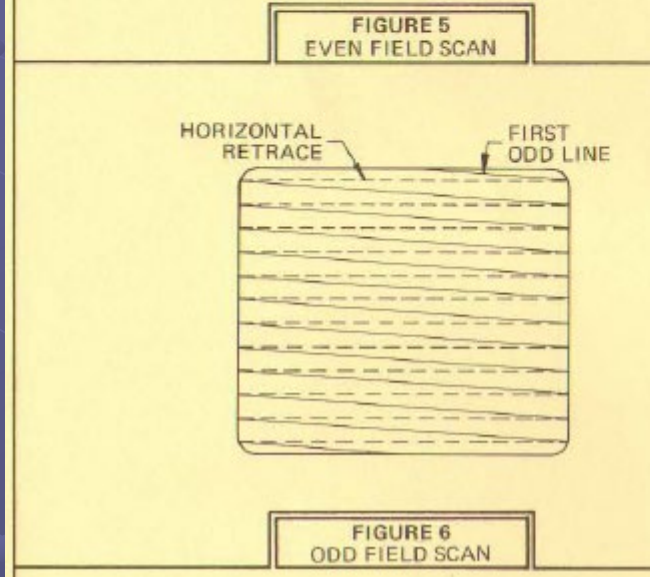 FIGURE 5
EVEN FIELD SCAN
HORIZONTAL
RETRACE
FIRST
ODD LINE
FIGURE 6
ODD FIELD SCAN